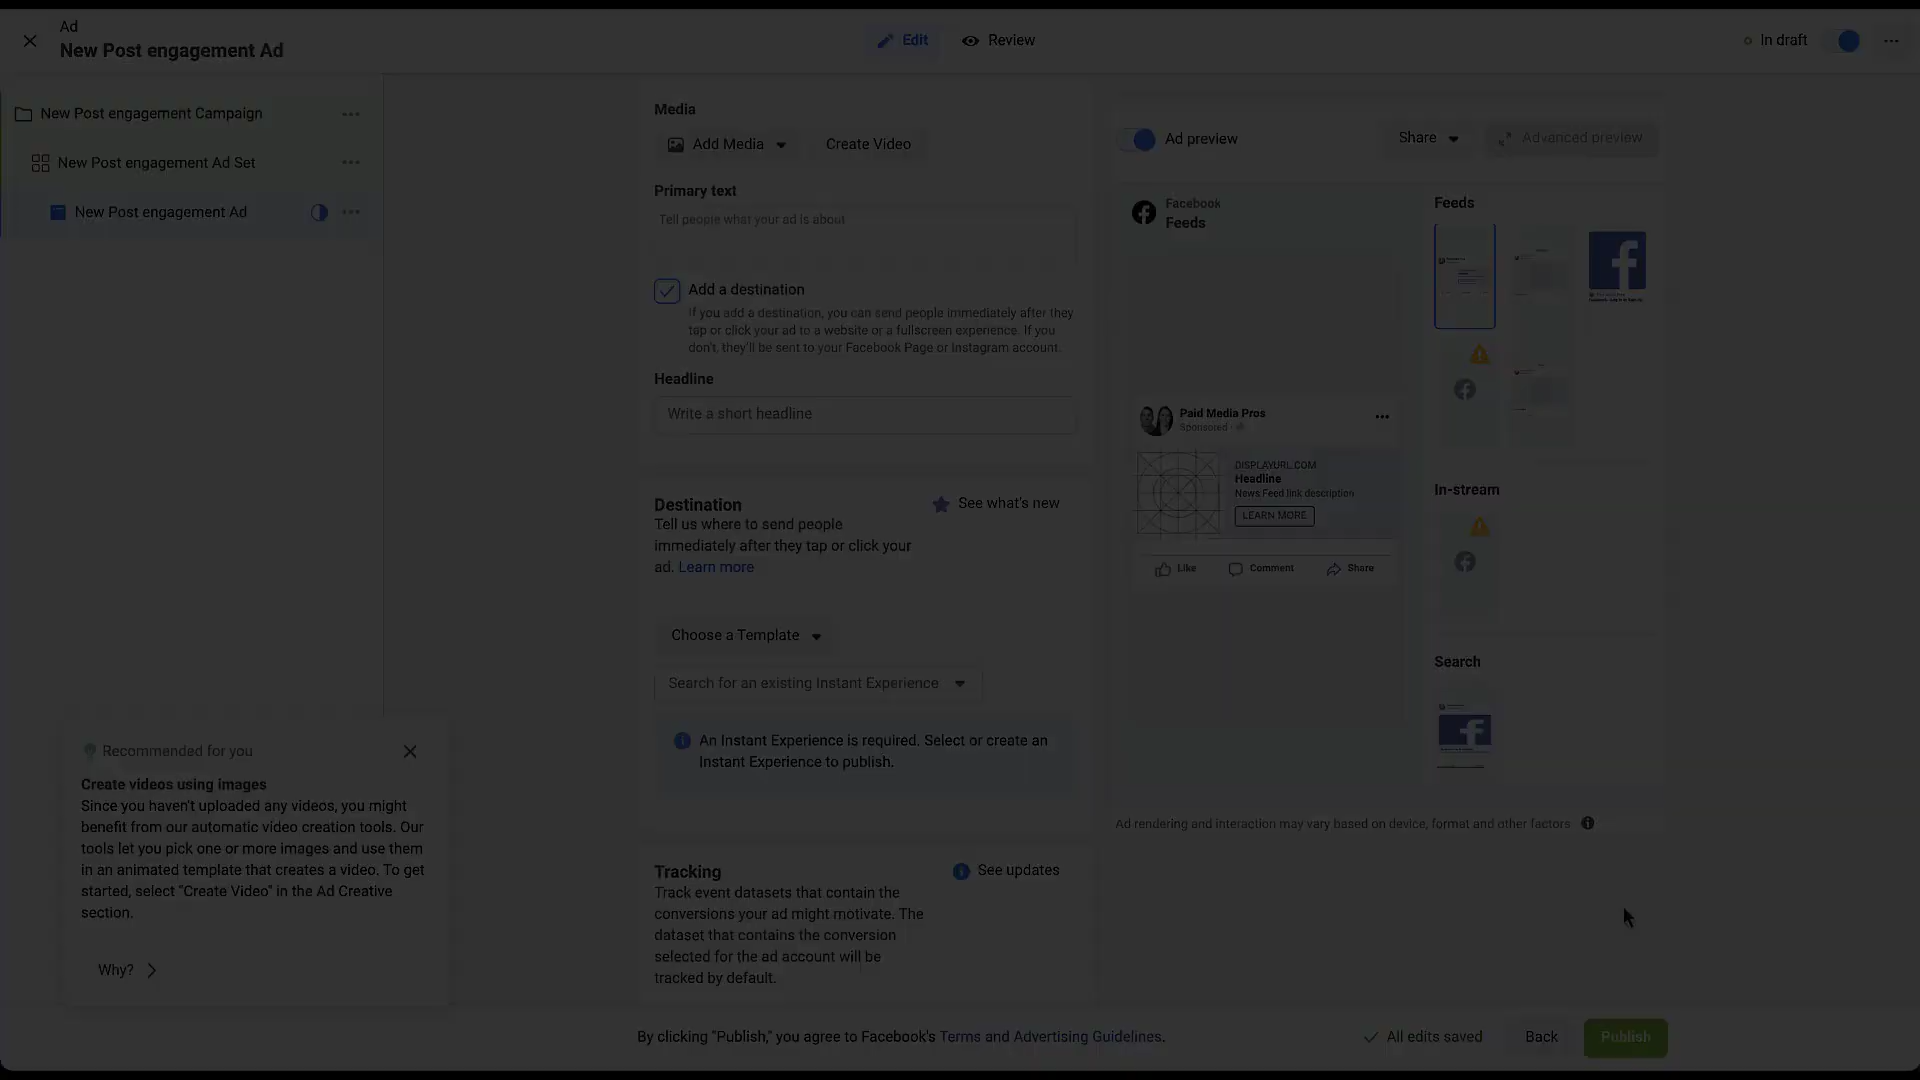 Ad
New Post engagement Ad
Edit
Review
In draft
New Post engagement Campaign
New Post engagement Ad Set
New Post engagement Ad
Media
Add Media
Create Video
Primary text
Tell people what your ad is about
Add a destination
If you add a destination, you can send people immediately after they
tap or click your ad to a website or a fullscreen experience. If you
don't, they'll be sent to your Facebook Page or Instagram account.
Headline
Write a short headline
Destination
See what's new
Tell us where to send people
immediately after they tap or click your
ad. Learn more
Choose a Template
Search for an existing Instant Experience
An Instant Experience is required. Select or create an
Instant Experience to publish.
Tracking
See updates
Track event datasets that contain the
conversions your ad might motivate. The
dataset that contains the conversion
selected for the ad account will be
tracked by default.
Ad preview
Share
Advanced preview
Facebook
Feeds
Feeds
Paid Media Pros
Sponsored
DISPLAYURL.COM
Headline
News Feed link description
LEARN MORE
Like
Comment
Share
In-stream
Search
Ad rendering and interaction may vary based on device, format and other factors
Recommended for you
Create videos using images
Since you haven't uploaded any videos, you might
benefit from our automatic video creation tools. Our
tools let you pick one or more images and use them
in an animated template that creates a video. To get
started, select "Create Video" in the Ad Creative
section.
Why?
By clicking "Publish," you agree to Facebook's Terms and Advertising Guidelines.
All edits saved
Back
Publish